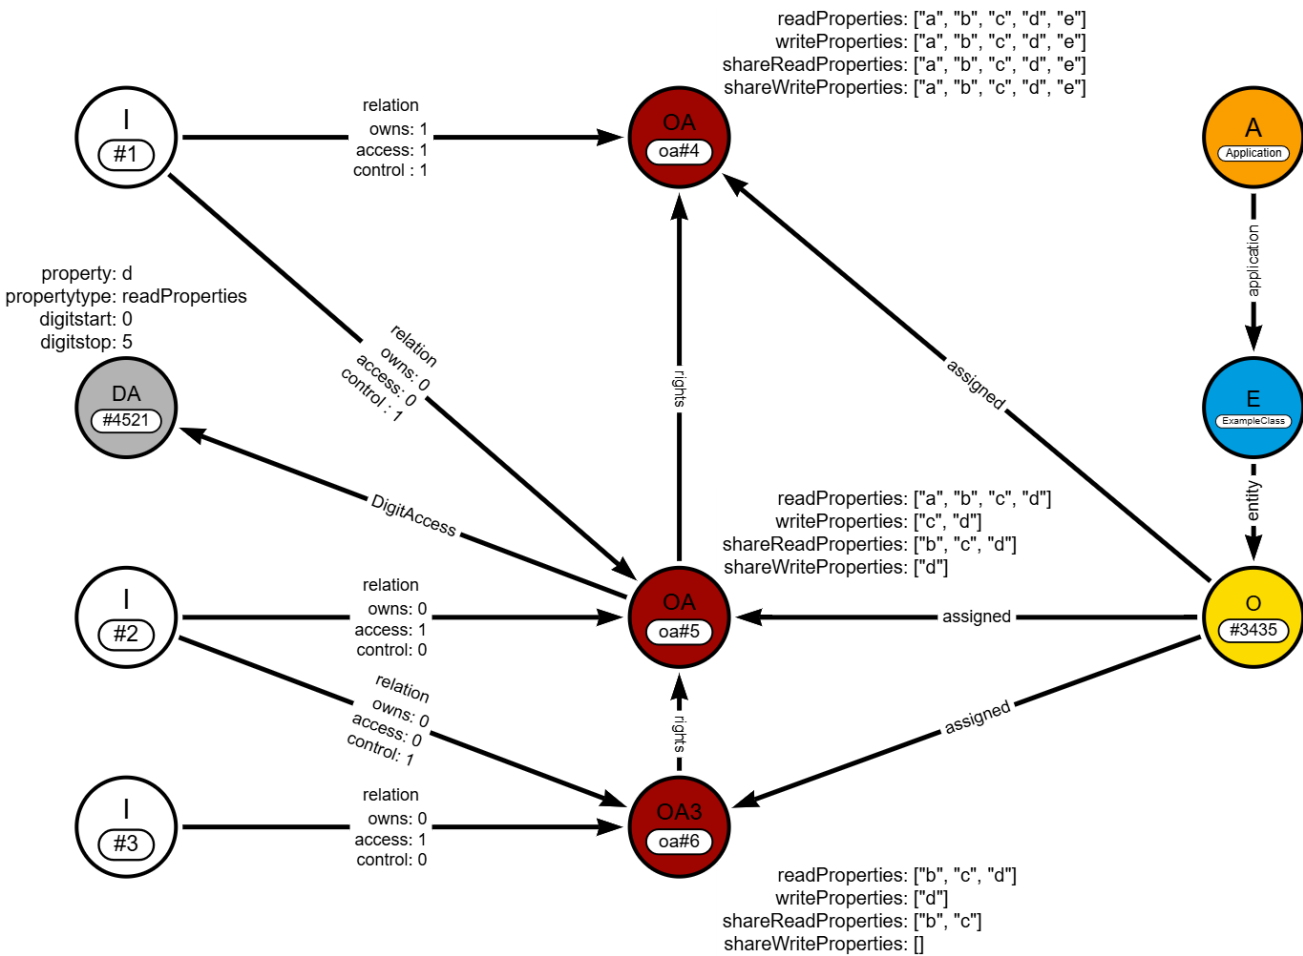 readProperties: ["a", "b", "c", "d", "e"]
writeProperties: ["a", "b", "c", "d", "e"]
shareReadProperties: ["a", "b", "c", "d", "e"]
shareWriteProperties: ["a", "b", "c", "d", "e"]
I
#1
relation
owns: 1
access: 1
control : 1
OA
oa#4
A
Application
application
property: d
propertytype: readProperties
digitstart: 0
digitstop: 5
relation
owns: 0
access: 0
control : 1
rights
assigned
DA
#4521
E
ExampleClass
DigitAccess
entity
readProperties: ["a", "b", "c", "d"]
writeProperties: ["c", "d"]
shareReadProperties: ["b", "c", "d"]
shareWriteProperties: ["d"]
I
#2
relation
owns: 0
access: 1
control: 0
OA
oa#5
assigned
O
#3435
relation
owns: 0
access: 0
control: 1
rights
assigned
I
#3
relation
owns: 0
access: 1
control: 0
OA3
oa#6
readProperties: ["b", "c", "d"]
writeProperties: ["d"]
shareReadProperties: ["b", "c"]
shareWriteProperties: []